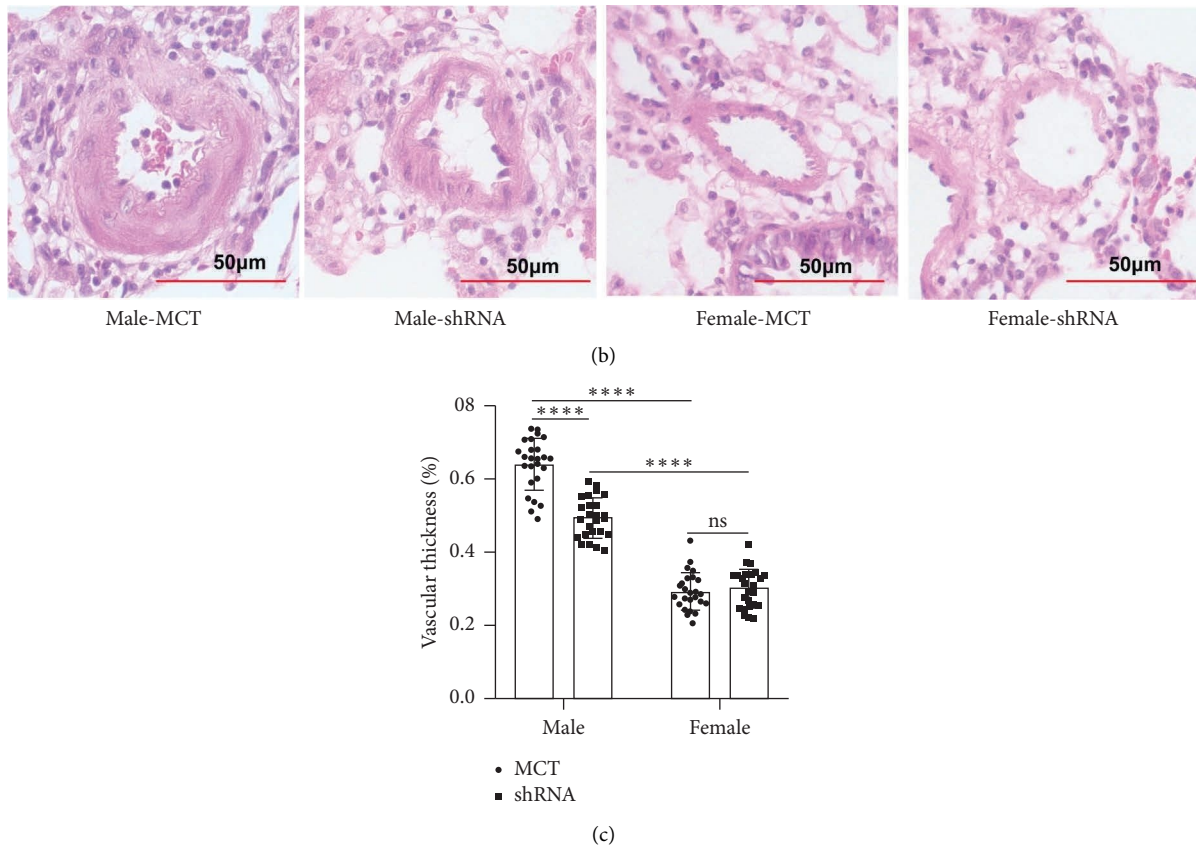 50μm 50μm 50μm 50μm
Male-MCT Male-shRNA Female-MCT Female-shRNA
(b)
Vascular thickness (%)
08
0.6
0.4
0.2
0.0
****
****
****
ns
Male Female
MCT
shRNA
(c)